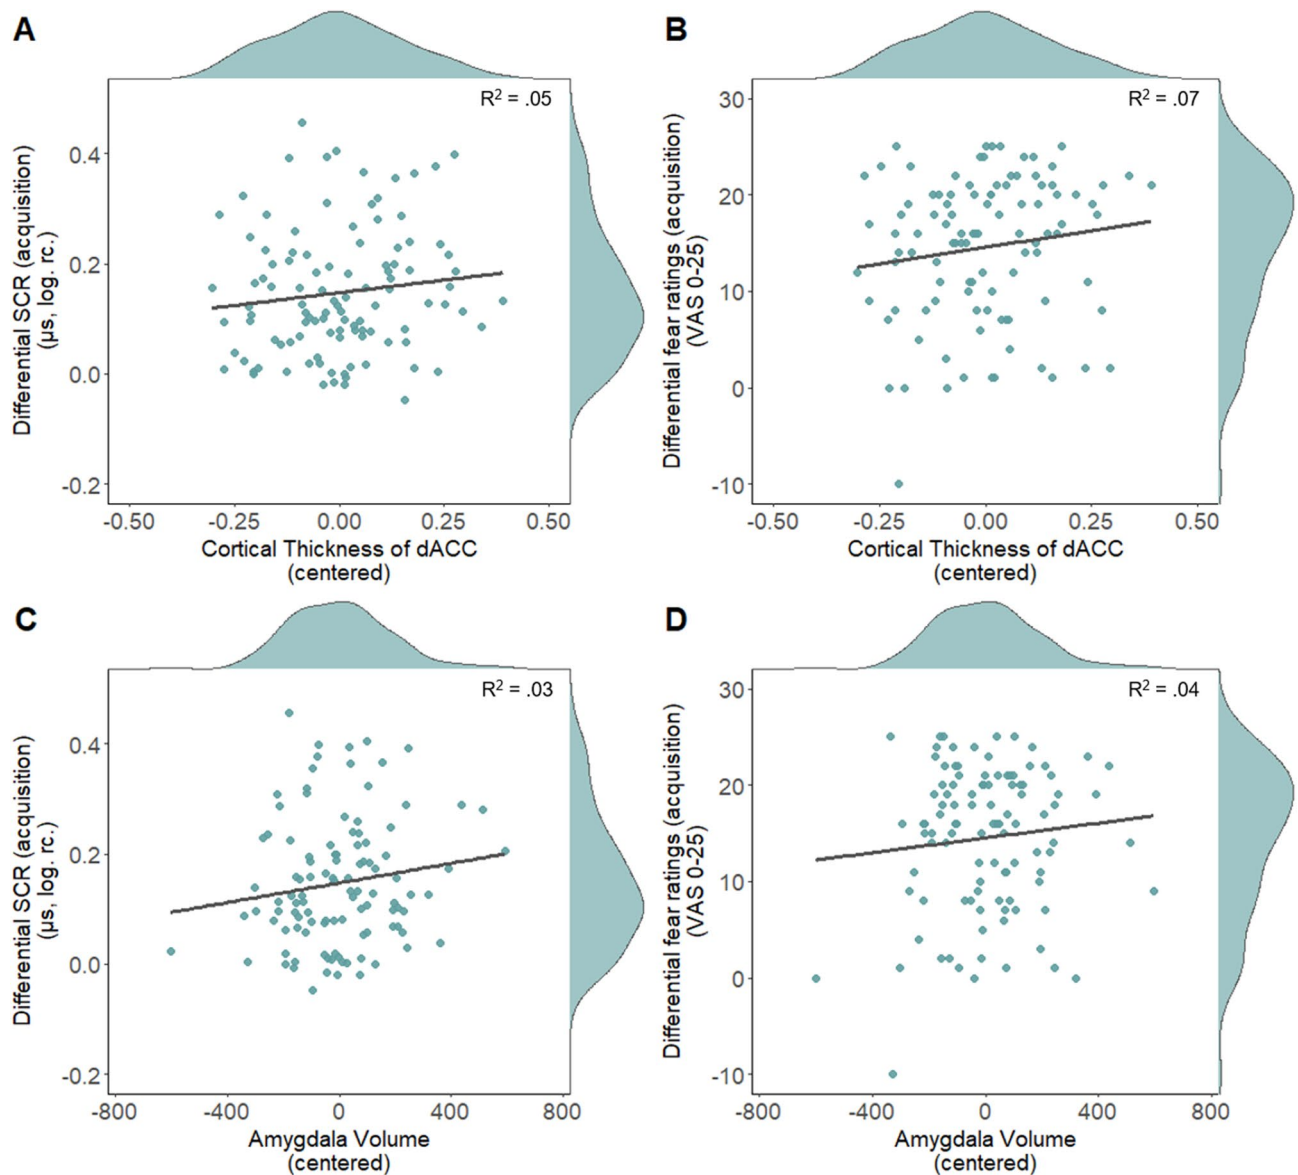 A
R² = .05
Differential SCR (acquisition)
(µs, log. rc.)
0.4
0.2
0.0
-0.2
-0.50
-0.25
0.00
0.25
0.50
Cortical Thickness of dACC
(centered)
B
R² = .07
Differential fear ratings (acquisition)
(VAS 0-25)
30
20
10
0
-10
-0.50
-0.25
0.00
0.25
0.50
Cortical Thickness of dACC
(centered)
C
R² = .03
Differential SCR (acquisition)
(µs, log. rc.)
0.4
0.2
0.0
-0.2
-800
-400
0
400
800
Amygdala Volume
(centered)
D
R² = .04
Differential fear ratings (acquisition)
(VAS 0-25)
30
20
10
0
-10
-800
-400
0
400
800
Amygdala Volume
(centered)